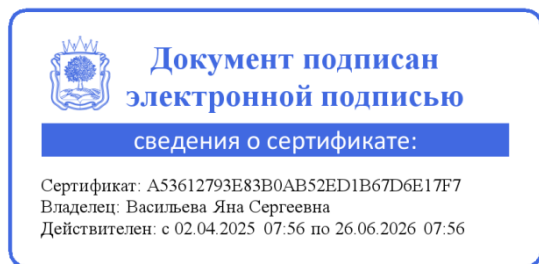 Документ подписан
электронной подписью
сведения о сертификате:
Сертификат: A53612793E83B0AB52ED1B67D6E17F7
Владелец: Васильева Яна Сергеевна
Действителен: с 02.04.2025 07:56 по 26.06.2026 07:56